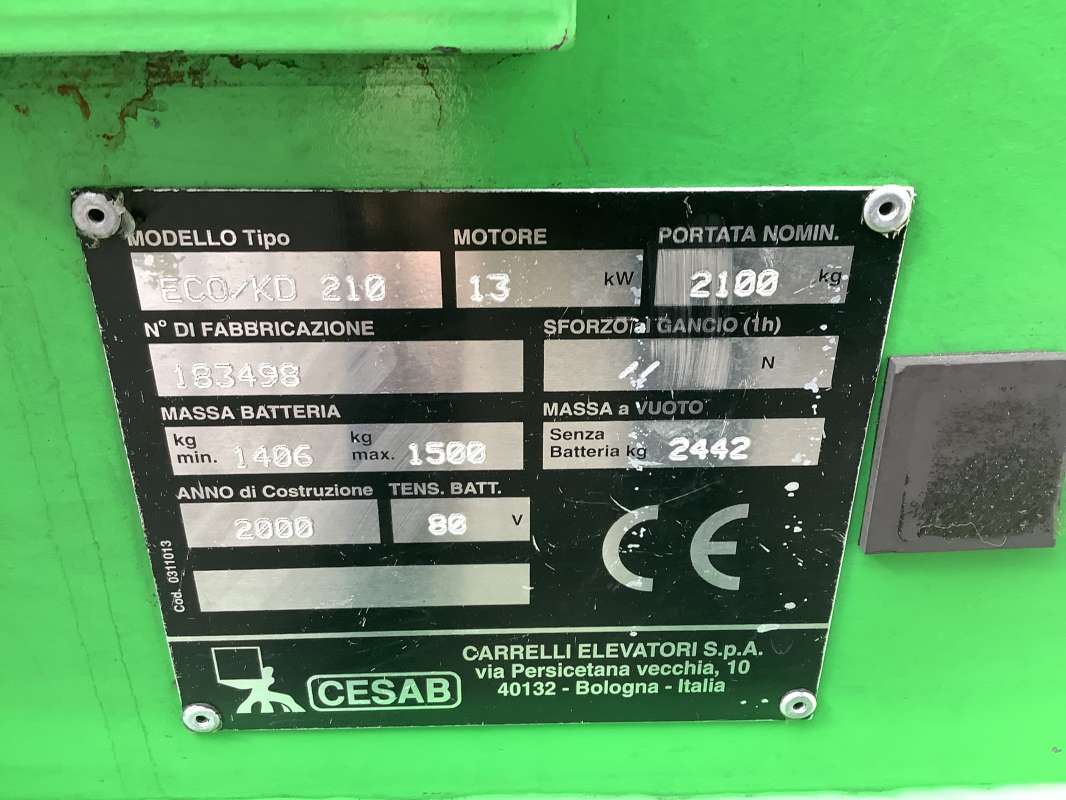 MODELLO Tipo MOTORE PORTATA NOMIN.
ECO/KD 210 13 kW 2100 kg
N° DI FABBRICAZIONE SFORZO al GANCIO (1h)
183498 // N
MASSA BATTERIA MASSA a VUOTO
kg min. 1406 kg max. 1500 Senza Batteria kg 2442
ANNO di Costruzione TENS. BATT.
2000 80 V
CE
Cod. 0311013
CESAB
CARRELLI ELEVATORI S.p.A.
via Persicetana vecchia, 10
40132 - Bologna - Italia